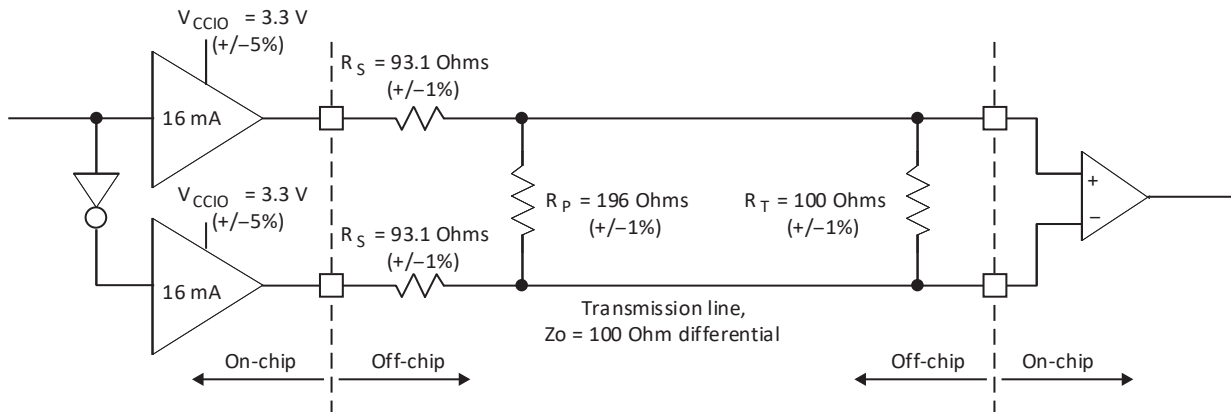 V CCIO = 3.3 V
(+/–5%)
R S = 93.1 Ohms
(+/–1%)
16 mA
V CCIO = 3.3 V
(+/–5%)
R S = 93.1 Ohms
(+/–1%)
16 mA
R P = 196 Ohms
(+/–1%)
R T = 100 Ohms
(+/–1%)
+
–
Transmission line,
Zo = 100 Ohm differential
On-chip
Off-chip
Off-chip
On-chip